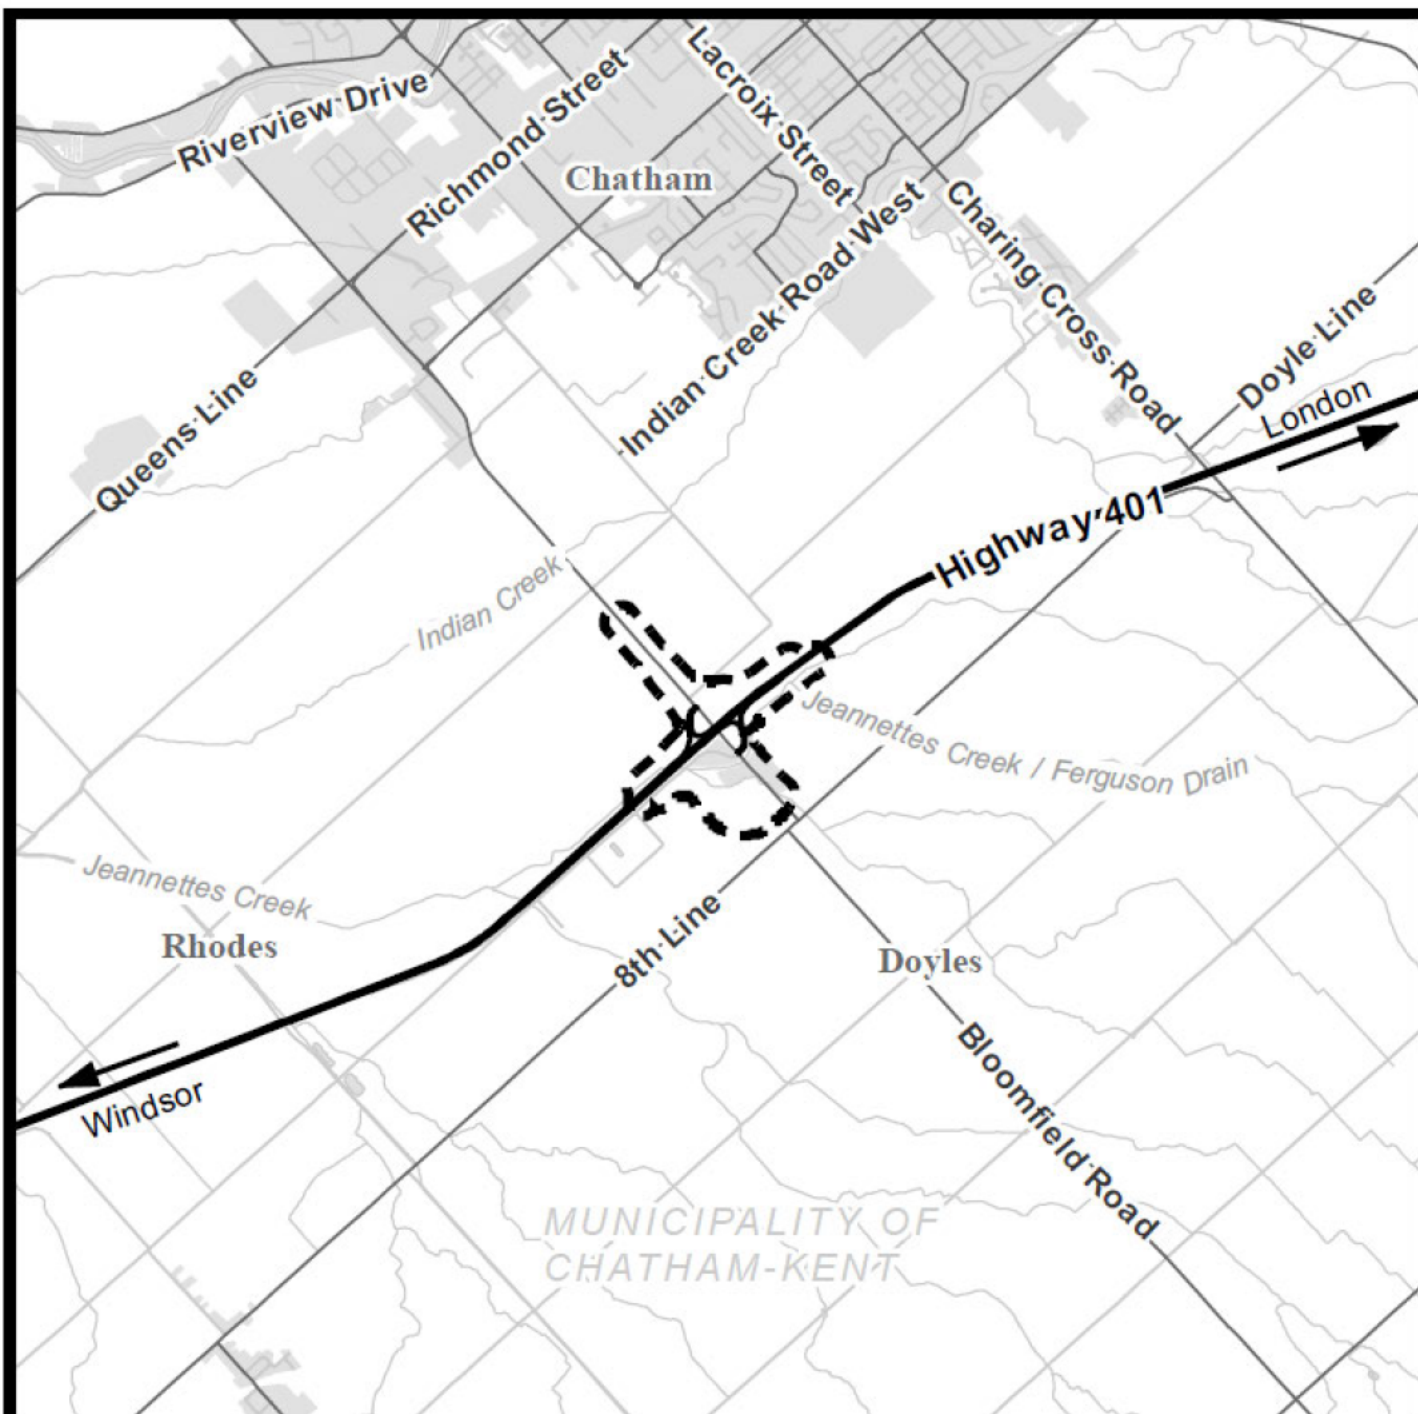 Lacroix Street
Riverview Drive
Richmond Street
Chatham
Charing Cross Road
Indian Creek Road West
Doyle Line
London
Queens Line
Highway 401
Indian Creek
Jeannettes Creek / Ferguson Drain
Jeannettes Creek
Rhodes
8th Line
Doyles
Windsor
Bloomfield Road
MUNICIPALITY OF
CHATHAM-KENT